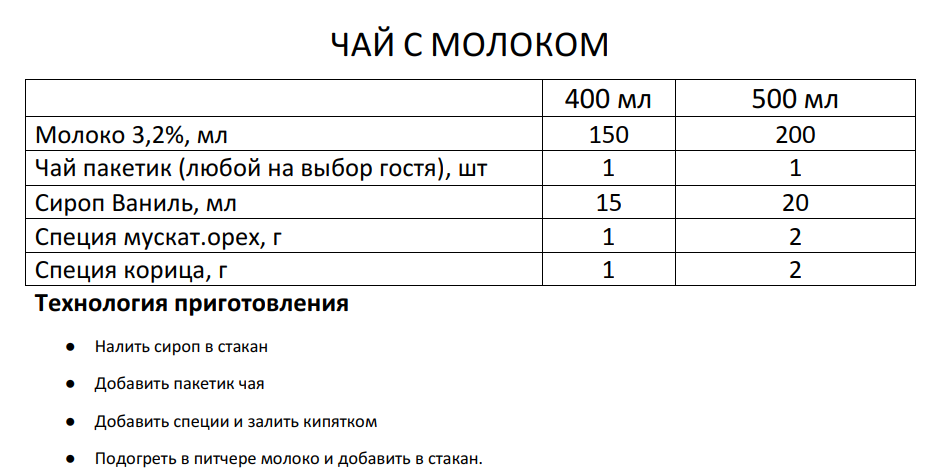 ЧАЙ С МОЛОКОМ
400 мл 500 мл
Молоко 3,2%, мл 150 200
Чай пакетик (любой на выбор гостя), шт 1 1
Сироп Ваниль, мл 15 20
Специя мускат.орех, г 1 2
Специя корица, г 1 2
Технология приготовления
● Налить сироп в стакан
● Добавить пакетик чая
● Добавить специи и залить кипятком
● Подогреть в питчере молоко и добавить в стакан.